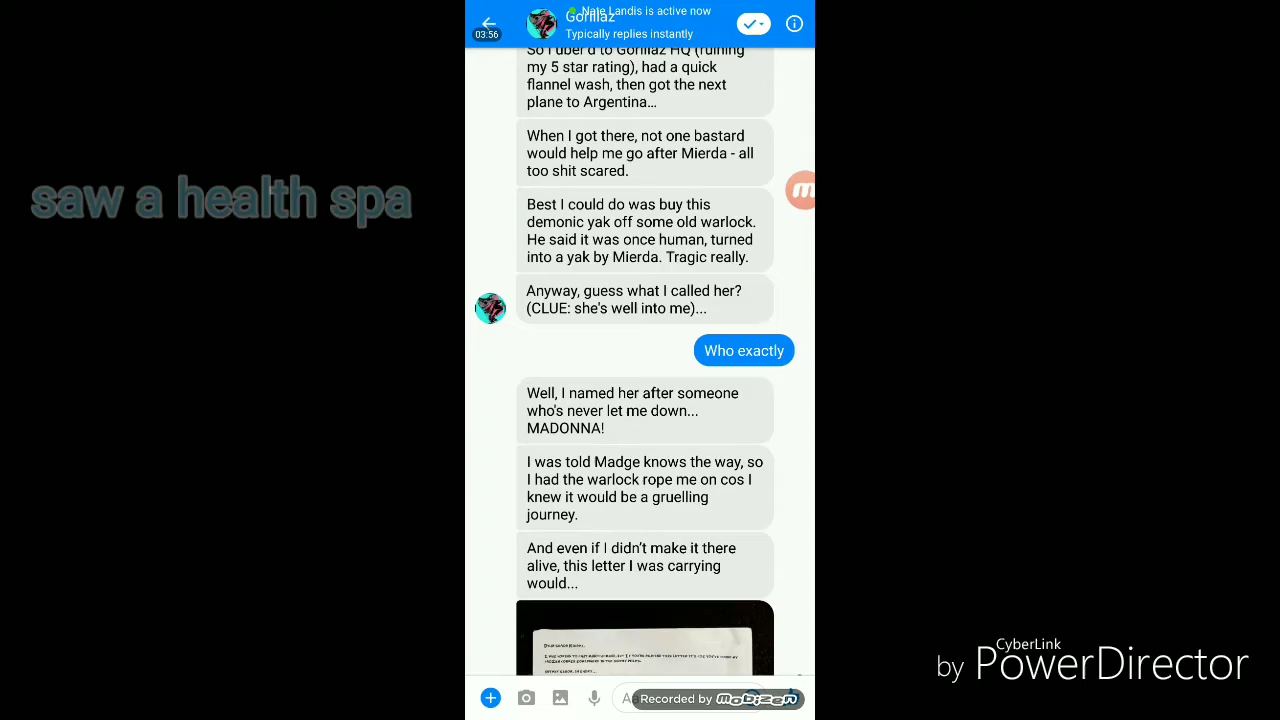 Nate Landis is active now
Gorillaz
Typically replies instantly
03:56
So I uber'd to Gorillaz HQ (ruining
my 5 star rating), had a quick
flannel wash, then got the next
plane to Argentina...
When I got there, not one bastard
would help me go after Mierda - all
too shit scared.
Best I could do was buy this
demonic yak off some old warlock.
He said it was once human, turned
into a yak by Mierda. Tragic really.
Anyway, guess what I called her?
(CLUE: she's well into me)...
Who exactly
Well, I named her after someone
who's never let me down...
MADONNA!
I was told Madge knows the way, so
I had the warlock rope me on cos I
knew it would be a gruelling
journey.
And even if I didn't make it there
alive, this letter I was carrying
would...
Aa
Recorded by mobizen
saw a health spa
CyberLink
by PowerDirector